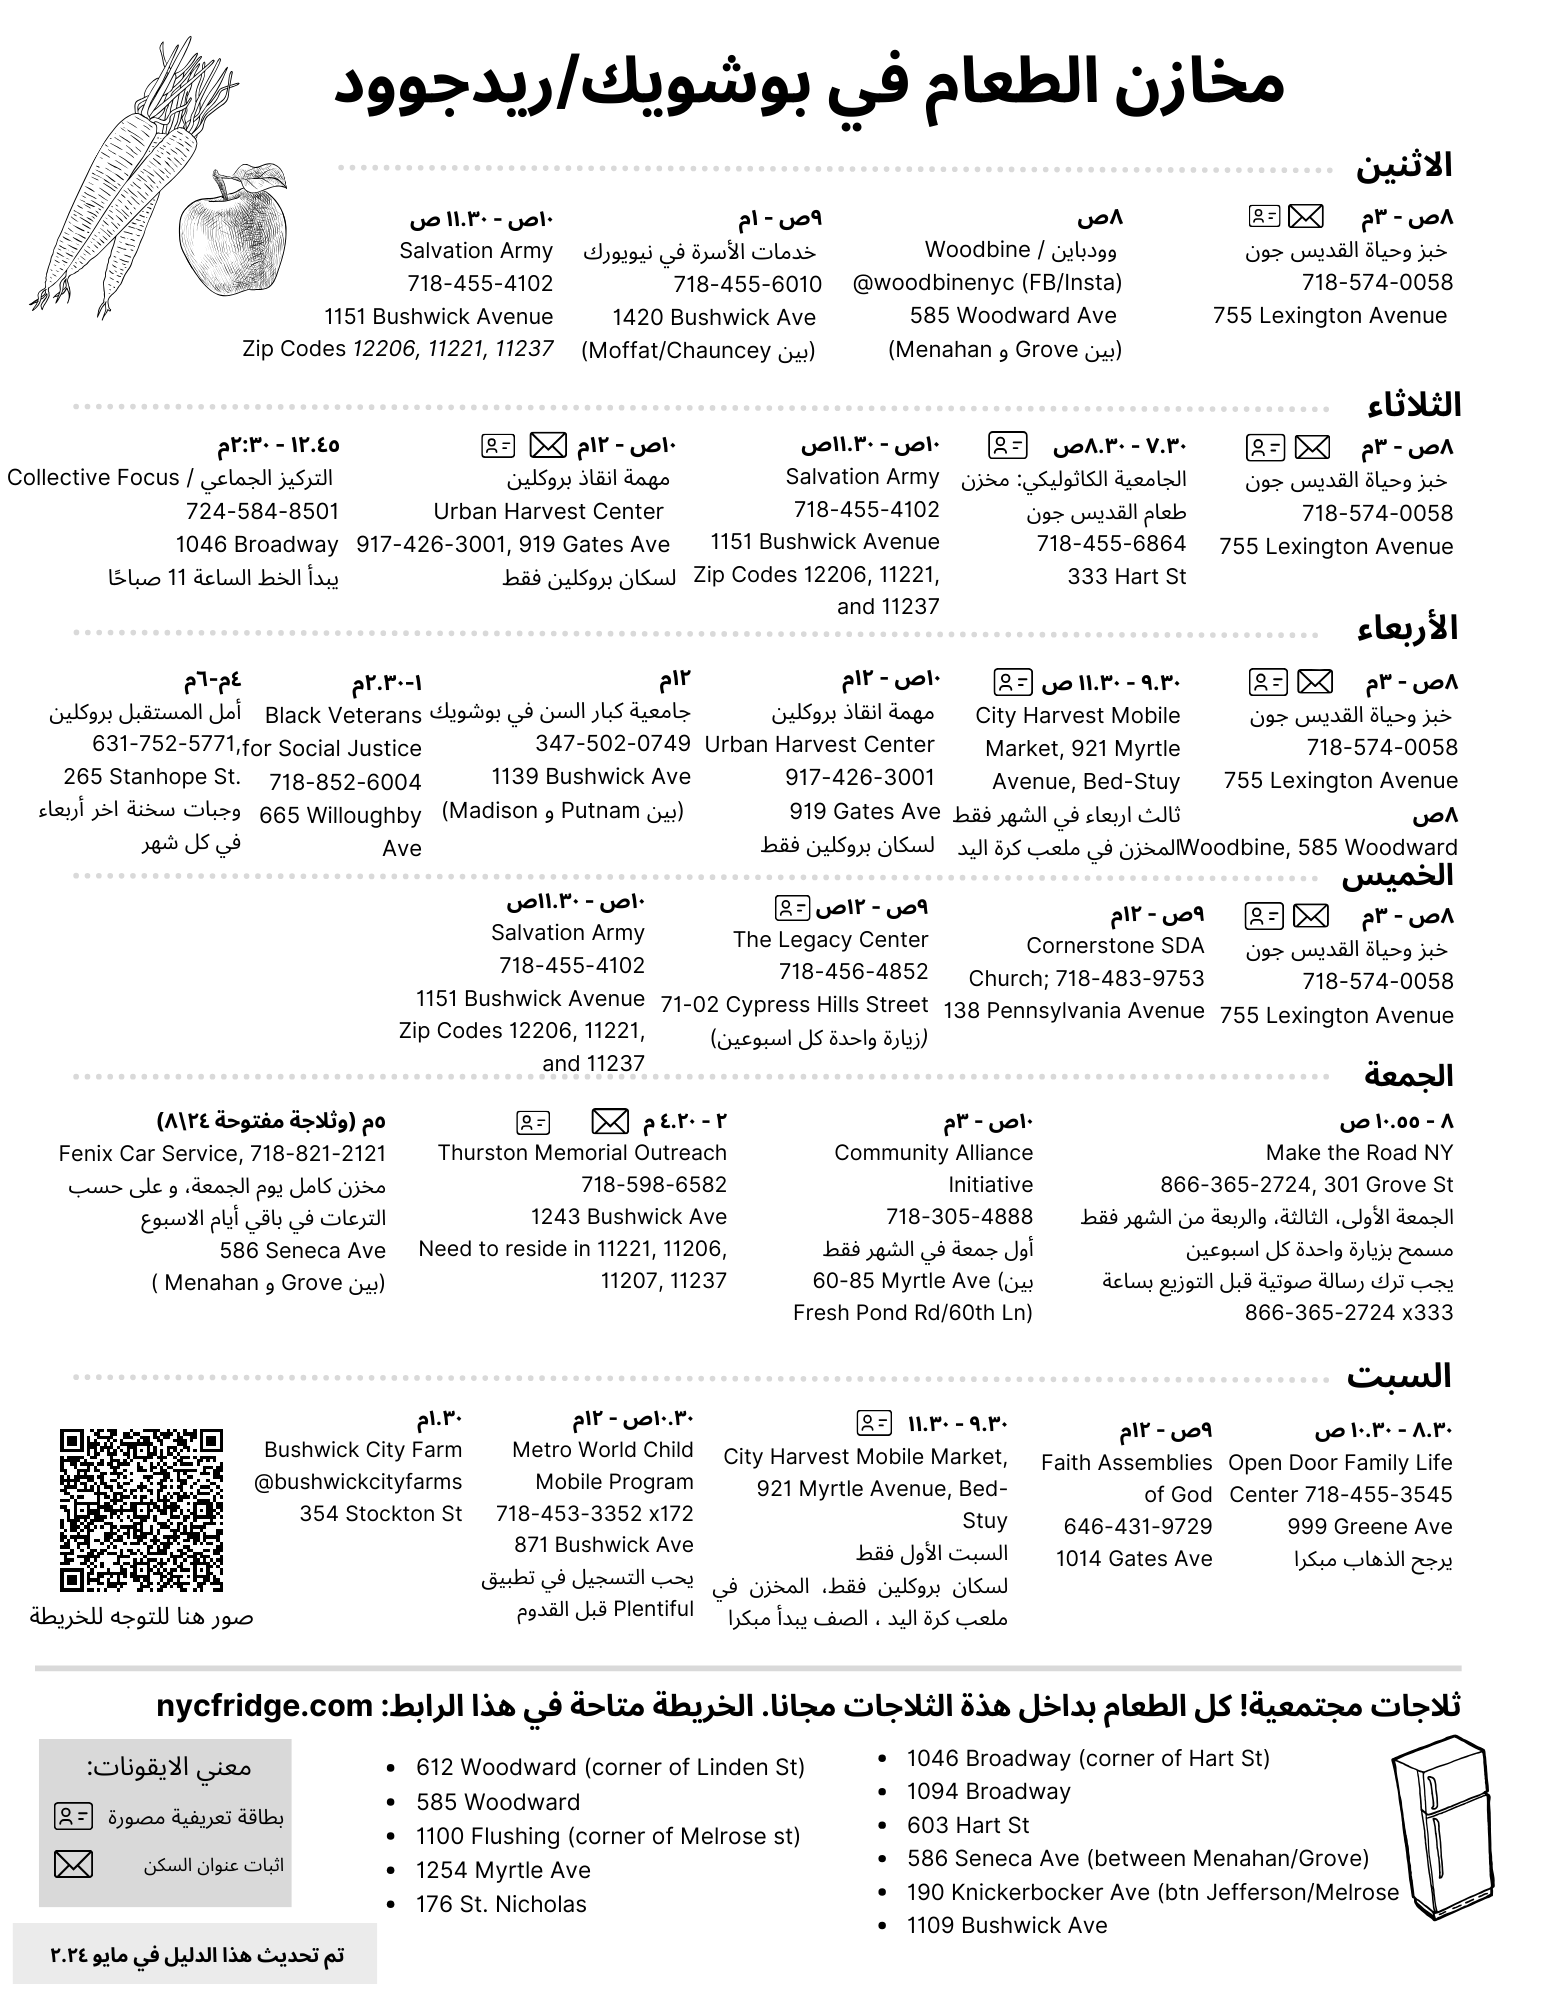 مخازن الطعام في بوشويك/ريدجوود
الاثنين
٨ص - ٣م
خبز وحياة القديس جون
718-574-0058
755 Lexington Avenue
٨ص
وودباين / Woodbine
@woodbinenyc (FB/Insta)
585 Woodward Ave
(بين Grove و Menahan)
٩ص - ١م
خدمات الأسرة في نيويورك
718-455-6010
1420 Bushwick Ave
(بين Moffat/Chauncey)
١٠ص - ١١.٣٠ ص
Salvation Army
718-455-4102
1151 Bushwick Avenue
Zip Codes 12206, 11221, 11237
الثلاثاء
٨ص - ٣م
خبز وحياة القديس جون
718-574-0058
755 Lexington Avenue
٧.٣٠ - ٨.٣٠ص
الجامعية الكاثوليكي: مخزن
طعام القديس جون
718-455-6864
333 Hart St
١٠ص - ١١.٣٠ص
Salvation Army
718-455-4102
1151 Bushwick Avenue
Zip Codes 12206, 11221,
and 11237
١٠ص - ١٢م
مهمة انقاذ بروكلين
Urban Harvest Center
917-426-3001, 919 Gates Ave
لسكان بروكلين فقط
١٢.٤٥ - ٢:٣٠م
التركيز الجماعي / Collective Focus
724-584-8501
1046 Broadway
يبدأ الخط الساعة 11 صباحًا
الأربعاء
٨ص - ٣م
خبز وحياة القديس جون
718-574-0058
755 Lexington Avenue
٨ص
Woodbine, 585 Woodward
٩.٣٠ - ١١.٣٠ ص
City Harvest Mobile
Market, 921 Myrtle
Avenue, Bed-Stuy
ثالث اربعاء في الشهر فقط
المخزن في ملعب كرة اليد
١٠ص - ١٢م
مهمة انقاذ بروكلين
Urban Harvest Center
917-426-3001
919 Gates Ave
لسكان بروكلين فقط
١٢م
جامعية كبار السن في بوشويك
347-502-0749
1139 Bushwick Ave
(بين Putnam و Madison)
١-٢.٣٠م
Black Veterans
for Social Justice
718-852-6004
665 Willoughby
Ave
٤م-٦م
أمل المستقبل بروكلين
631-752-5771,
265 Stanhope St.
وجبات سخنة اخر أربعاء
في كل شهر
الخميس
٨ص - ٣م
خبز وحياة القديس جون
718-574-0058
755 Lexington Avenue
٩ص - ١٢م
Cornerstone SDA
Church; 718-483-9753
138 Pennsylvania Avenue
٩ص - ١٢ص
The Legacy Center
718-456-4852
71-02 Cypress Hills Street
(زيارة واحدة كل اسبوعين)
١٠ص - ١١.٣٠ص
Salvation Army
718-455-4102
1151 Bushwick Avenue
Zip Codes 12206, 11221,
and 11237
الجمعة
٨ - ١٠.٥٥ ص
Make the Road NY
866-365-2724, 301 Grove St
الجمعة الأولى، الثالثة، والربعة من الشهر فقط
مسمح بزيارة واحدة كل اسبوعين
يجب ترك رسالة صوتية قبل التوزيع بساعة
866-365-2724 x333
١٠ص - ٣م
Community Alliance
Initiative
718-305-4888
أول جمعة في الشهر فقط
60-85 Myrtle Ave (بين
Fresh Pond Rd/60th Ln)
٢ - ٤.٢٠ م
Thurston Memorial Outreach
718-598-6582
1243 Bushwick Ave
Need to reside in 11221, 11206,
11207, 11237
٥م (وثلاجة مفتوحة ٢٤\٨)
Fenix Car Service, 718-821-2121
مخزن كامل يوم الجمعة، و على حسب
الترعات في باقي أيام الاسبوع
586 Seneca Ave
(بين Grove و Menahan )
السبت
٨.٣٠ - ١٠.٣٠ ص
Open Door Family Life
Center 718-455-3545
999 Greene Ave
يرجح الذهاب مبكرا
٩ص - ١٢م
Faith Assemblies
of God
646-431-9729
1014 Gates Ave
٩.٣٠ - ١١.٣٠
City Harvest Mobile Market,
921 Myrtle Avenue, Bed-
Stuy
السبت الأول فقط
لسكان بروكلين فقط، المخزن في
ملعب كرة اليد ، الصف يبدأ مبكرا
١٠.٣٠ص - ١٢م
Metro World Child
Mobile Program
718-453-3352 x172
871 Bushwick Ave
يحب التسجيل في تطبيق
Plentiful قبل القدوم
١.٣٠م
Bushwick City Farm
@bushwickcityfarms
354 Stockton St
صور هنا للتوجه للخريطة
ثلاجات مجتمعية! كل الطعام بداخل هذة الثلاجات مجانا. الخريطة متاحة في هذا الرابط: nycfridge.com
• 1046 Broadway (corner of Hart St)
• 1094 Broadway
• 603 Hart St
• 586 Seneca Ave (between Menahan/Grove)
• 190 Knickerbocker Ave (btn Jefferson/Melrose
• 1109 Bushwick Ave
• 612 Woodward (corner of Linden St)
• 585 Woodward
• 1100 Flushing (corner of Melrose st)
• 1254 Myrtle Ave
• 176 St. Nicholas
معني الايقونات:
بطاقة تعريفية مصورة
اثبات عنوان السكن
تم تحديث هذا الدليل في مايو ٢.٢٤